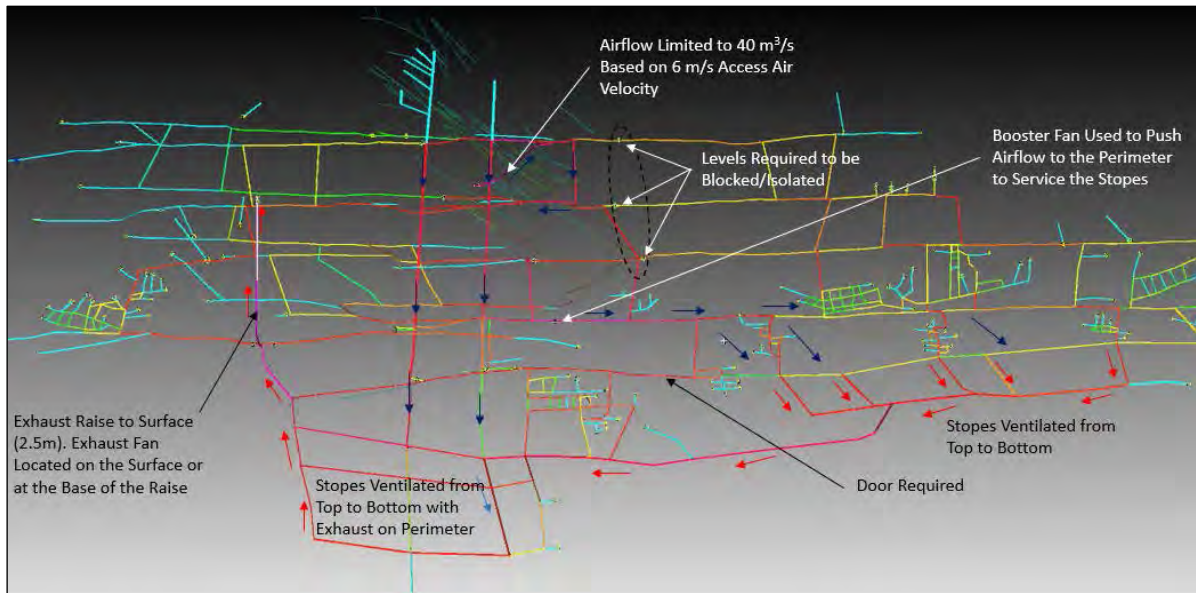 Airflow Limited to 40 m³/s
Based on 6 m/s Access Air
Velocity
Booster Fan Used to Push
Airflow to the Perimeter
to Service the Stopes
Levels Required to be
Blocked/Isolated
Exhaust Raise to Surface
(2.5m). Exhaust Fan
Located on the Surface or
at the Base of the Raise
Stopes Ventilated from
Top to Bottom with
Exhaust on Perimeter
Stopes Ventilated from
Top to Bottom
Door Required